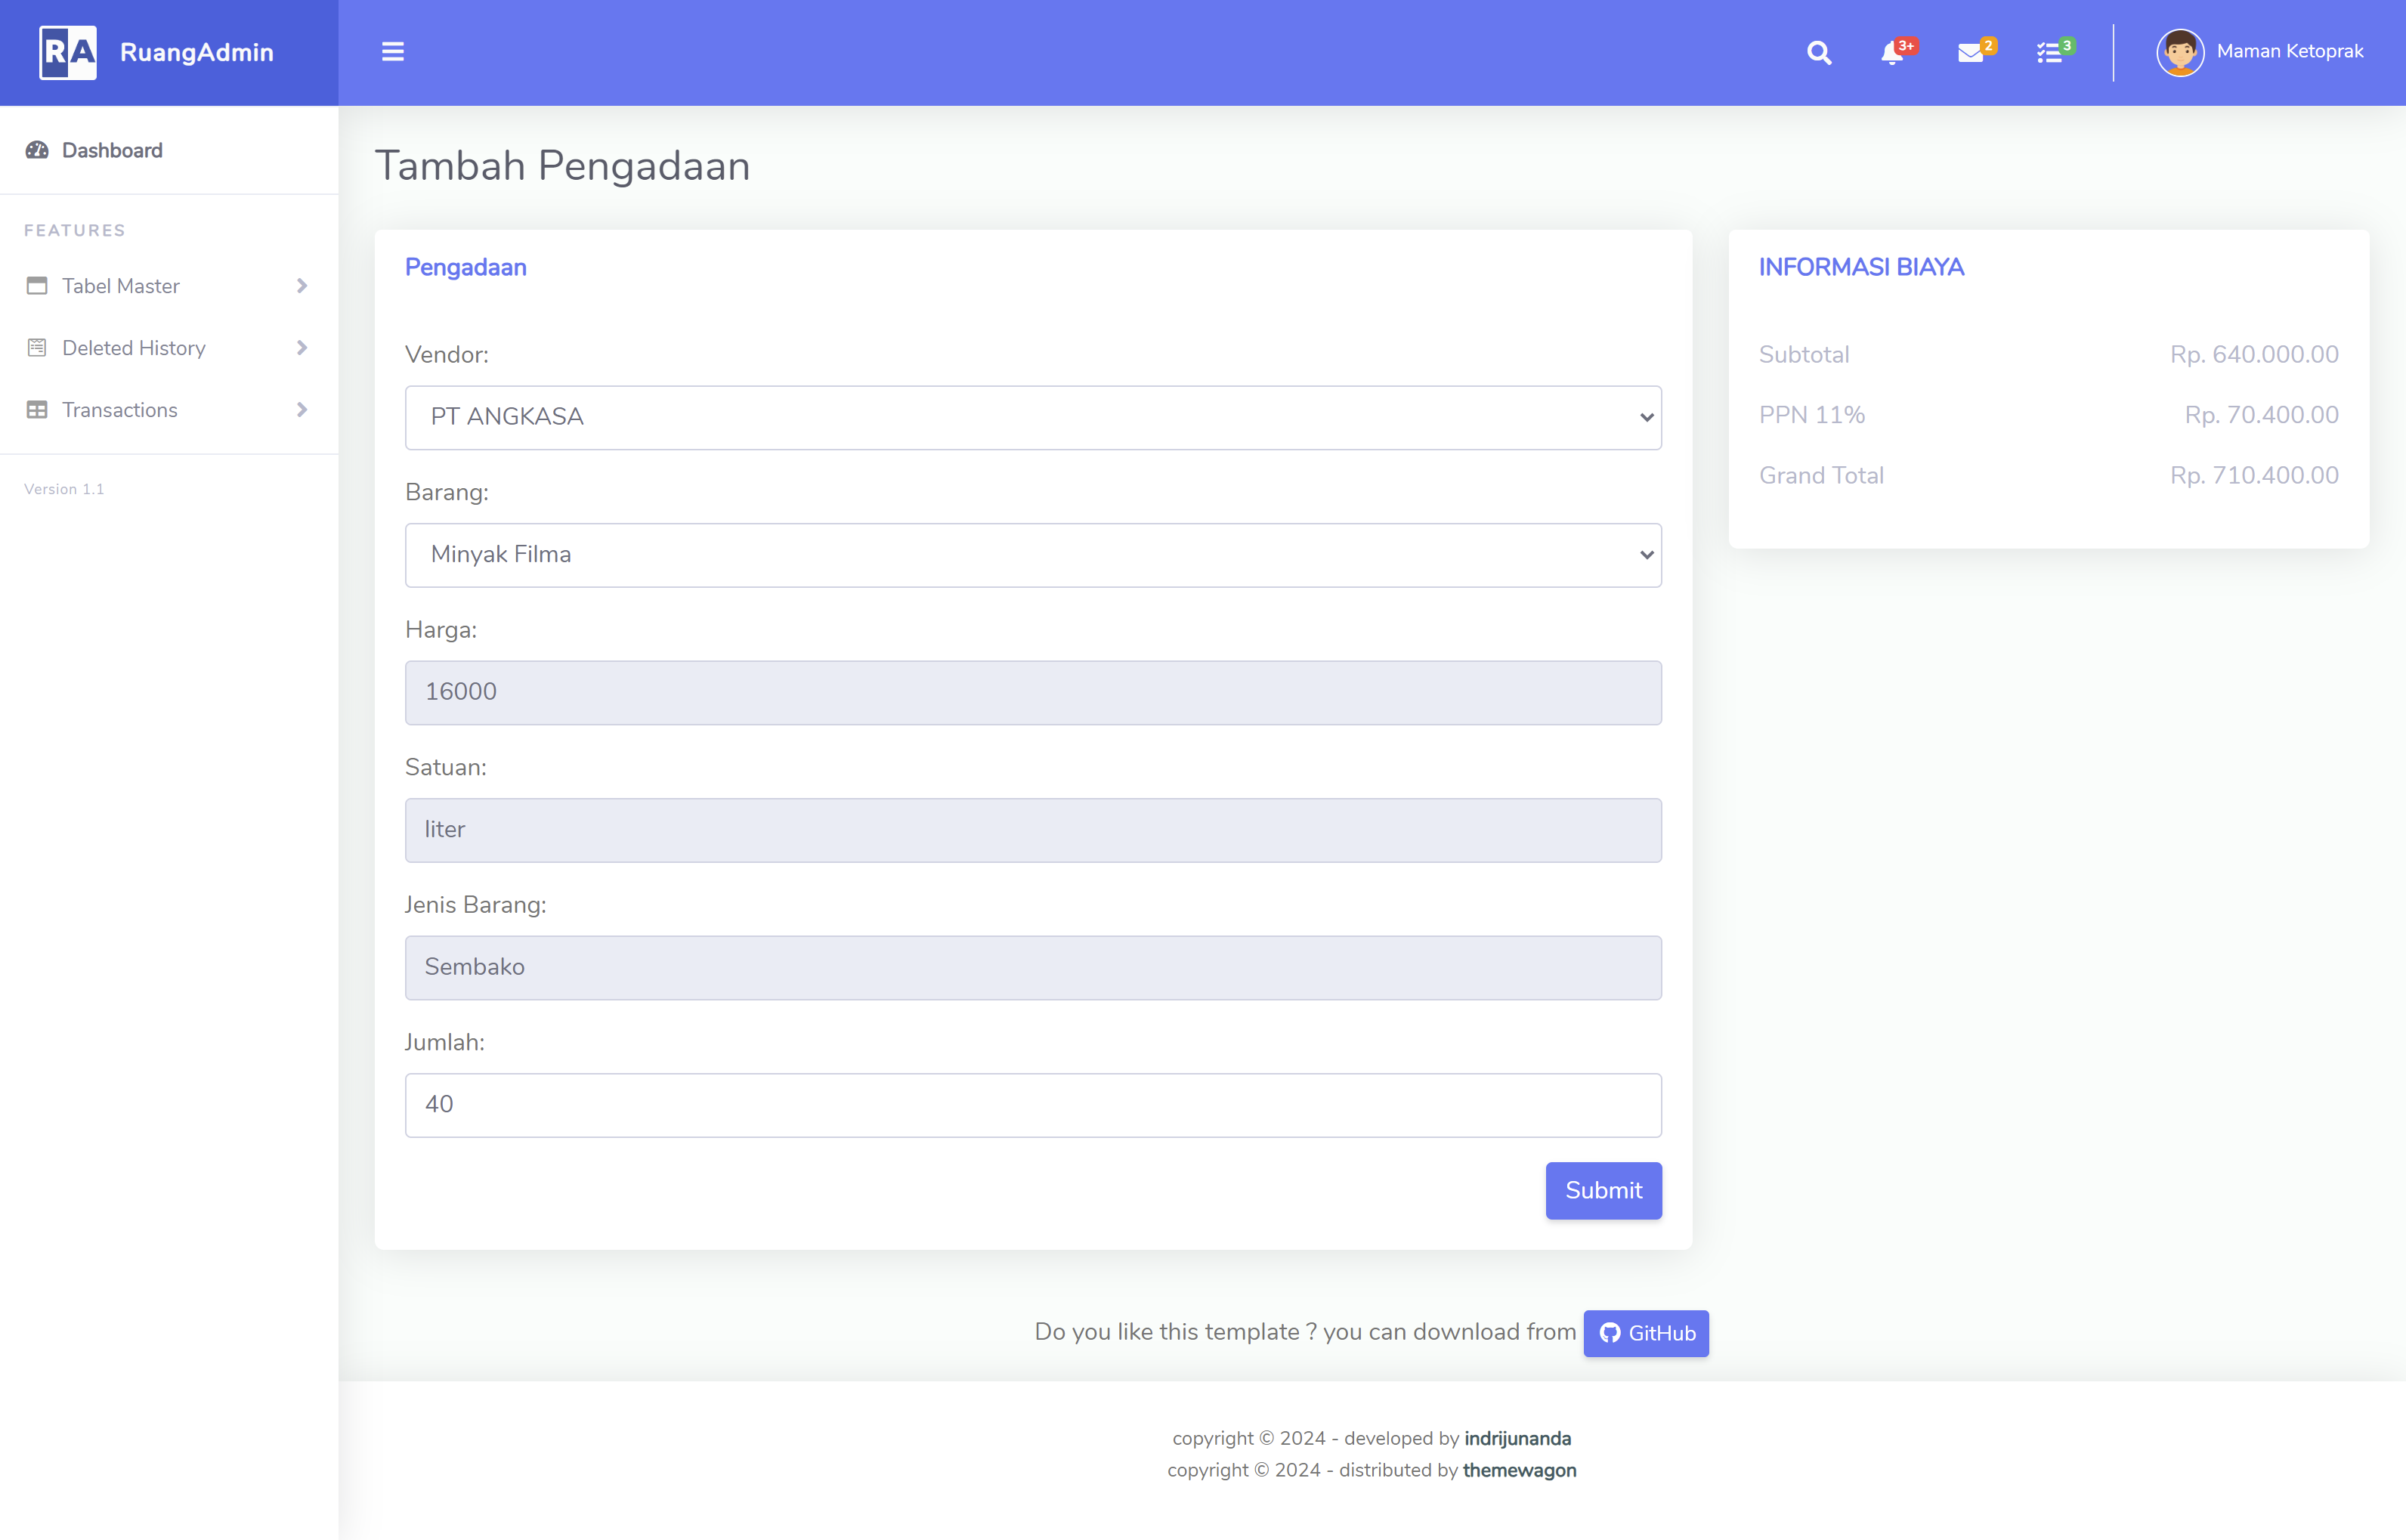 RA RuangAdmin
3+ 2 3 Maman Ketoprak
Dashboard
FEATURES
Tabel Master
Deleted History
Transactions
Version 1.1
Tambah Pengadaan
Pengadaan
Vendor:
PT ANGKASA
Barang:
Minyak Filma
Harga:
16000
Satuan:
liter
Jenis Barang:
Sembako
Jumlah:
40
Submit
INFORMASI BIAYA
Subtotal Rp. 640.000.00
PPN 11% Rp. 70.400.00
Grand Total Rp. 710.400.00
Do you like this template ? you can download from GitHub
copyright © 2024 - developed by indrijunanda
copyright © 2024 - distributed by themewagon